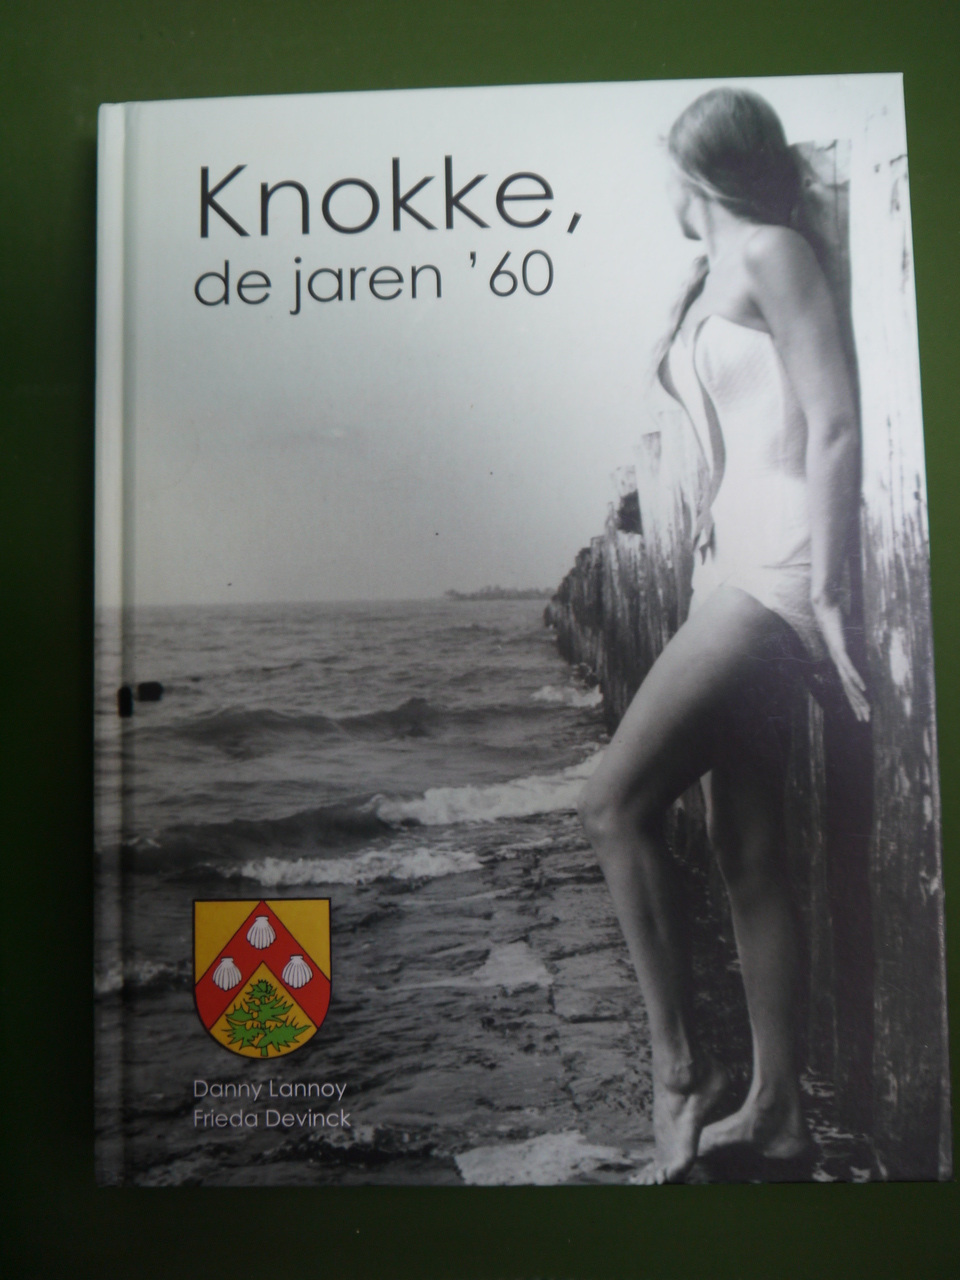 Knokke,
de jaren '60
Danny Lannoy
Frieda Devinck